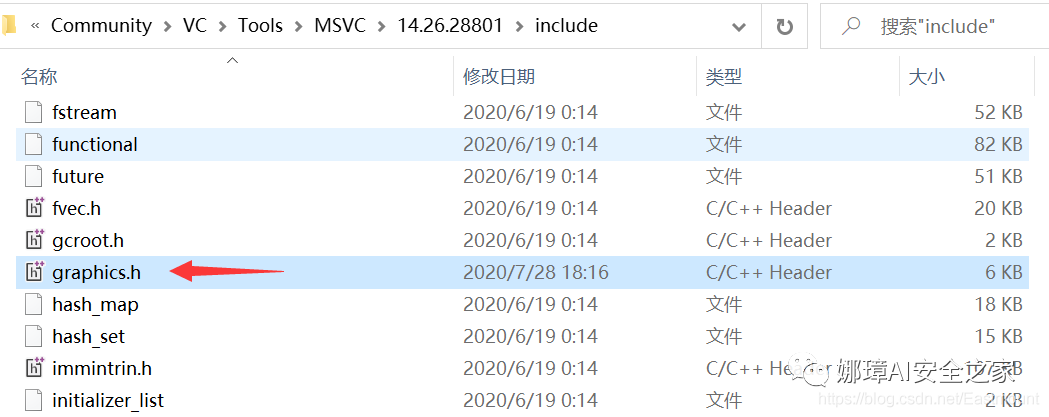 « Community > VC > Tools > MSVC > 14.26.28801 > include 搜索"include"
名称 修改日期 类型 大小
fstream 2020/6/19 0:14 文件 52 KB
functional 2020/6/19 0:14 文件 82 KB
future 2020/6/19 0:14 文件 51 KB
fvec.h 2020/6/19 0:14 C/C++ Header 20 KB
gcroot.h 2020/6/19 0:14 C/C++ Header 2 KB
graphics.h 2020/7/28 18:16 C/C++ Header 6 KB
hash_map 2020/6/19 0:14 文件 18 KB
hash_set 2020/6/19 0:14 文件 15 KB
immintrin.h 2020/6/19 0:14 C/C++ Header KB
娜璋AI安全之家
initializer_list 2020/6/19 0:14 文件 2 KB
https://blog.csdn.net/Eastmount